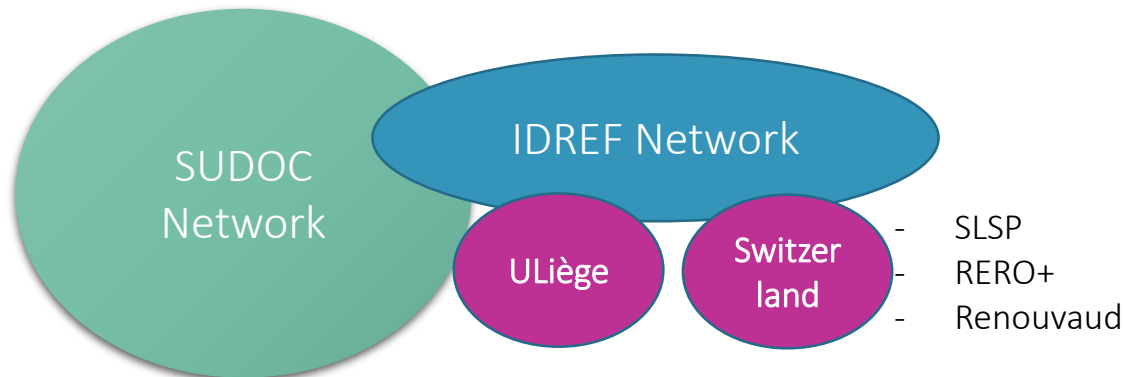 SUDOC
Network
IDREF Network
ULiège
Switzer
land
- SLSP
- RERO+
- Renouvaud